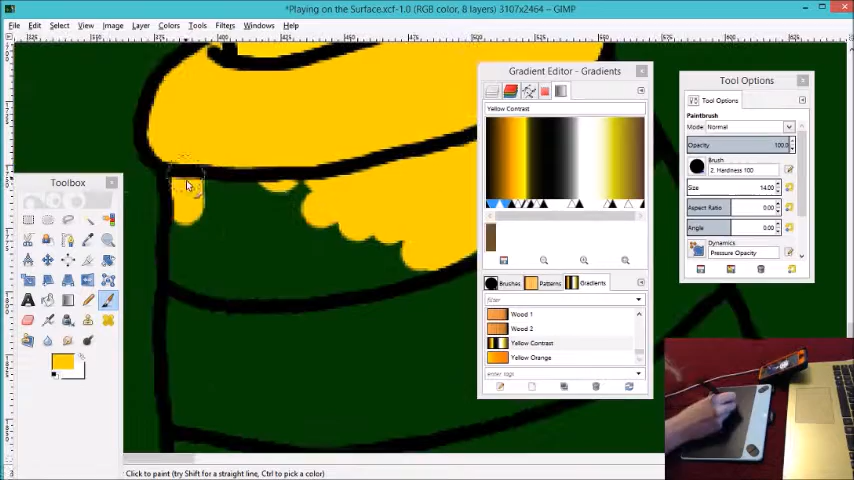 *Playing on the Surface.xcf-1.0 (RGB color, 8 layers) 3107x2464 – GIMP
File Edit Select View Image Layer Colors Tools Filters Windows Help
Gradient Editor - Gradients
Yellow Contrast
Brushes Patterns Gradients
filter
Wood 1
Wood 2
Yellow Contrast
Yellow Orange
enter tags
Tool Options
Tool Options
Paintbrush
Mode: Normal
Opacity 100.0
Brush
2. Hardness 100
Size 14.00
Aspect Ratio 0.00
Angle 0.00
Dynamics
Pressure Opacity
Toolbox
Click to paint (try Shift for a straight line, Ctrl to pick a color)